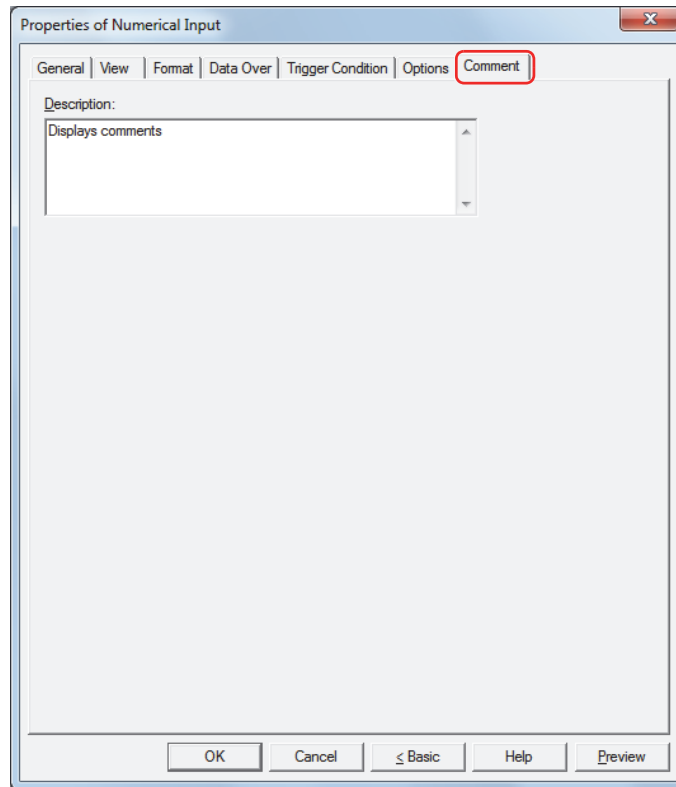 Properties of Numerical Input
x
General View Format Data Over Trigger Condition Options Comment
Description:
Displays comments
OK Cancel < Basic Help Preview